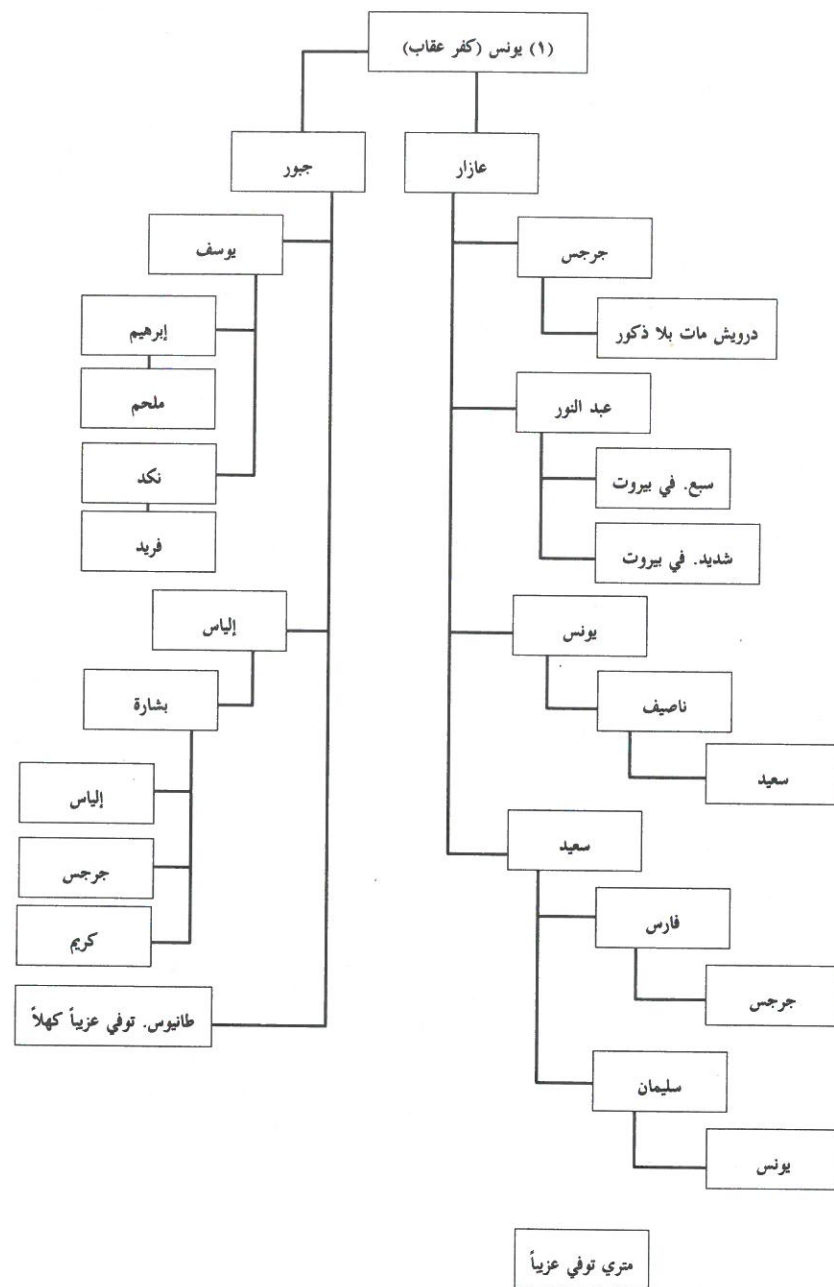 (١) يونس (كفر عقاب)
عازار
جرجس
درويش مات بلا ذكور
عبد النور
سبع. في بيروت
شديد. في بيروت
يونس
ناصيف
سعيد
سعيد
فارس
جرجس
سليمان
يونس
متري توفي عزيباً
جبور
يوسف
إبرهيم
ملحم
نكد
فريد
إلياس
بشارة
إلياس
جرجس
كريم
طانيوس. توفي عزيباً كهلاً